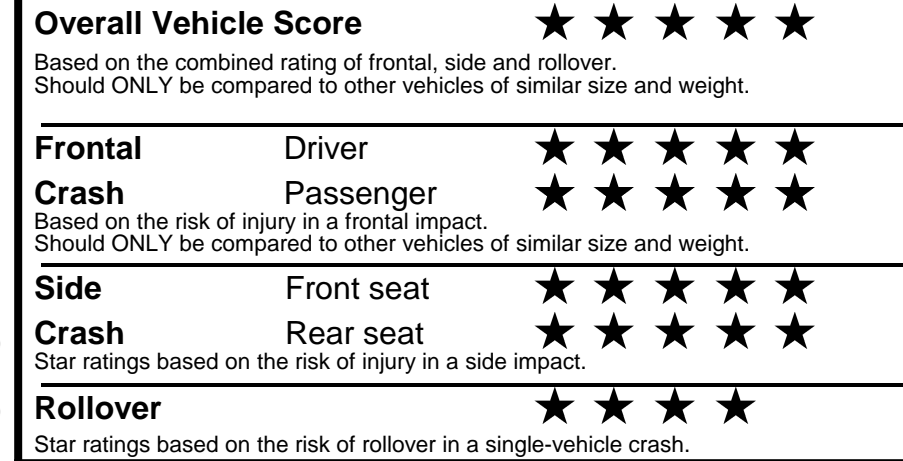 Overall Vehicle Score ★ ★ ★ ★ ★
Based on the combined rating of frontal, side and rollover.
Should ONLY be compared to other vehicles of similar size and weight.
Frontal Driver ★ ★ ★ ★ ★
Crash Passenger ★ ★ ★ ★ ★
Based on the risk of injury in a frontal impact.
Should ONLY be compared to other vehicles of similar size and weight.
Side Front seat ★ ★ ★ ★ ★
Crash Rear seat ★ ★ ★ ★ ★
Star ratings based on the risk of injury in a side impact.
Rollover ★ ★ ★ ★
Star ratings based on the risk of rollover in a single-vehicle crash.